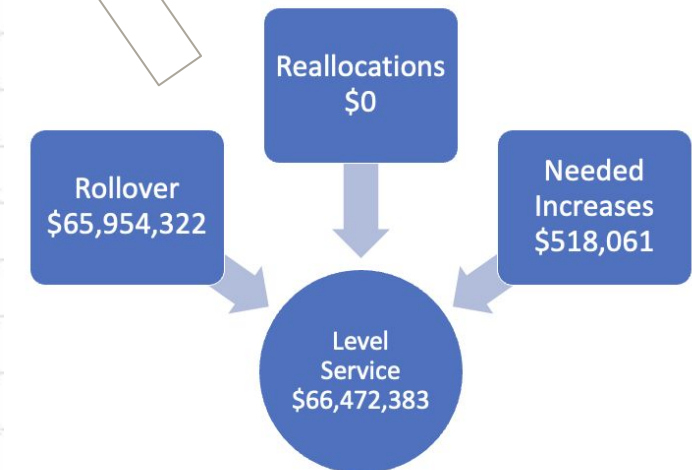 Reallocations
$0
Rollover
$65,954,322
Needed
Increases
$518,061
Level
Service
$66,472,383